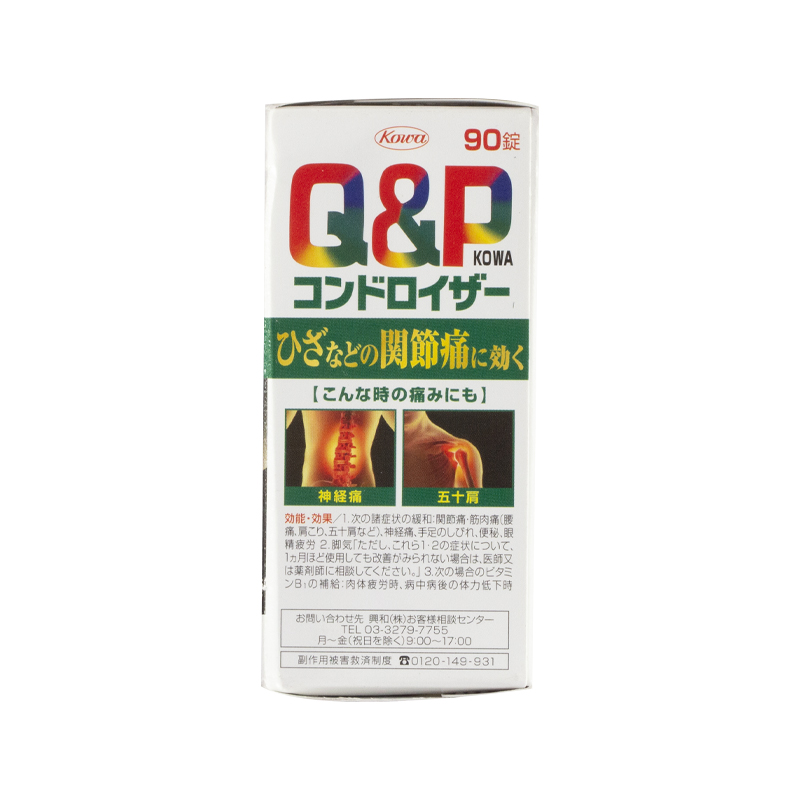 Kowa
90錠
Q&P
KOWA
コンドロイザー
ひざなどの関節痛に効く
【こんな時の痛みにも】
神経痛
五十肩
効能・効果/1.次の諸症状の緩和:関節痛・筋肉痛(腰
痛、肩こり、五十肩など)、神経痛、手足のしびれ、便秘、眼
精疲労 2.脚気「ただし、これら1・2の症状について、
1ヵ月ほど使用しても改善がみられない場合は、医師又
は薬剤師に相談してください。」 3.次の場合のビタミ
ンB₁の補給:肉体疲労時、病中病後の体力低下時
お問い合わせ先 興和(株)お客様相談センター
TEL 03-3279-7755
月～金(祝日を除く)9:00～17:00
副作用被害救済制度 ☎0120-149-931